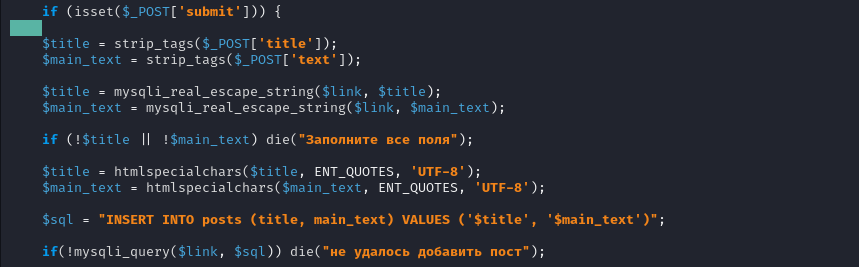 if (isset($_POST['submit'])) {
$title = strip_tags($_POST['title']);
$main_text = strip_tags($_POST['text']);
$title = mysqli_real_escape_string($link, $title);
$main_text = mysqli_real_escape_string($link, $main_text);
if (!$title || !$main_text) die("Заполните все поля");
$title = htmlspecialchars($title, ENT_QUOTES, 'UTF-8');
$main_text = htmlspecialchars($main_text, ENT_QUOTES, 'UTF-8');
$sql = "INSERT INTO posts (title, main_text) VALUES ('$title', '$main_text')";
if(!mysqli_query($link, $sql)) die("не удалось добавить пост");